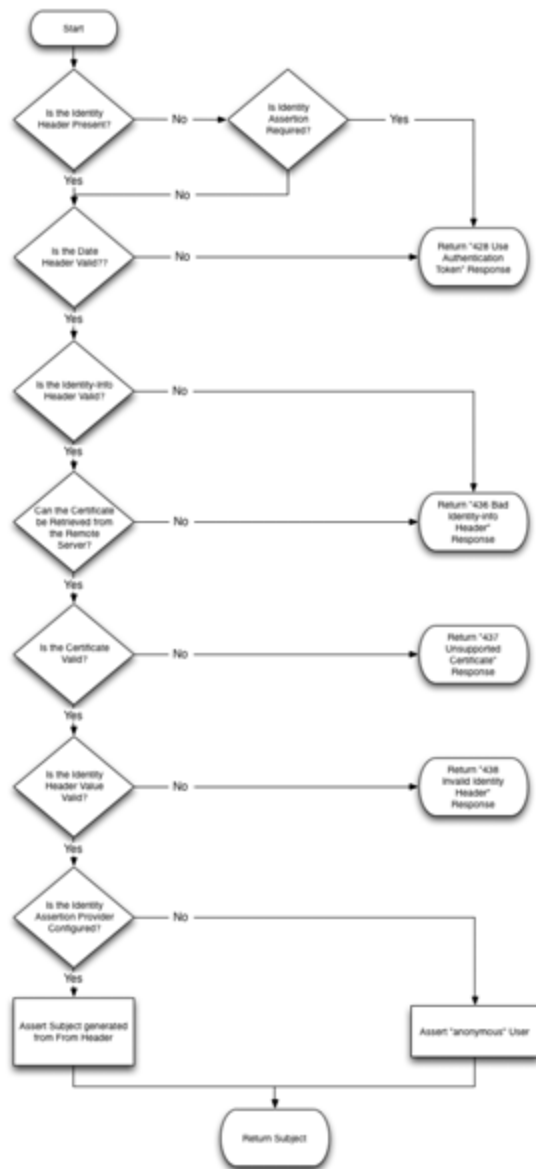 Start
Is the Identity
Header Present?
No
Is Identity
Assertion
Required?
Yes
Yes
No
Is the Date
Header Valid??
No
Return "428 Use
Authentication
Token" Response
Yes
Is the Identity-Info
Header Valid?
No
Yes
Can the Certificate
be Retrieved from
the Remote
Server?
No
Return "436 Bad
Identity-info
Header"
Response
Yes
Is the Certificate
Valid?
No
Return "437
Unsupported
Certificate"
Response
Yes
Is the Identity
Header Value
Valid?
No
Return "438
Invalid Identity
Header"
Response
Yes
Is the Identity
Assertion Provider
Configured?
No
Yes
Assert Subject generated
from From Header
Assert "anonymous" User
Return Subject